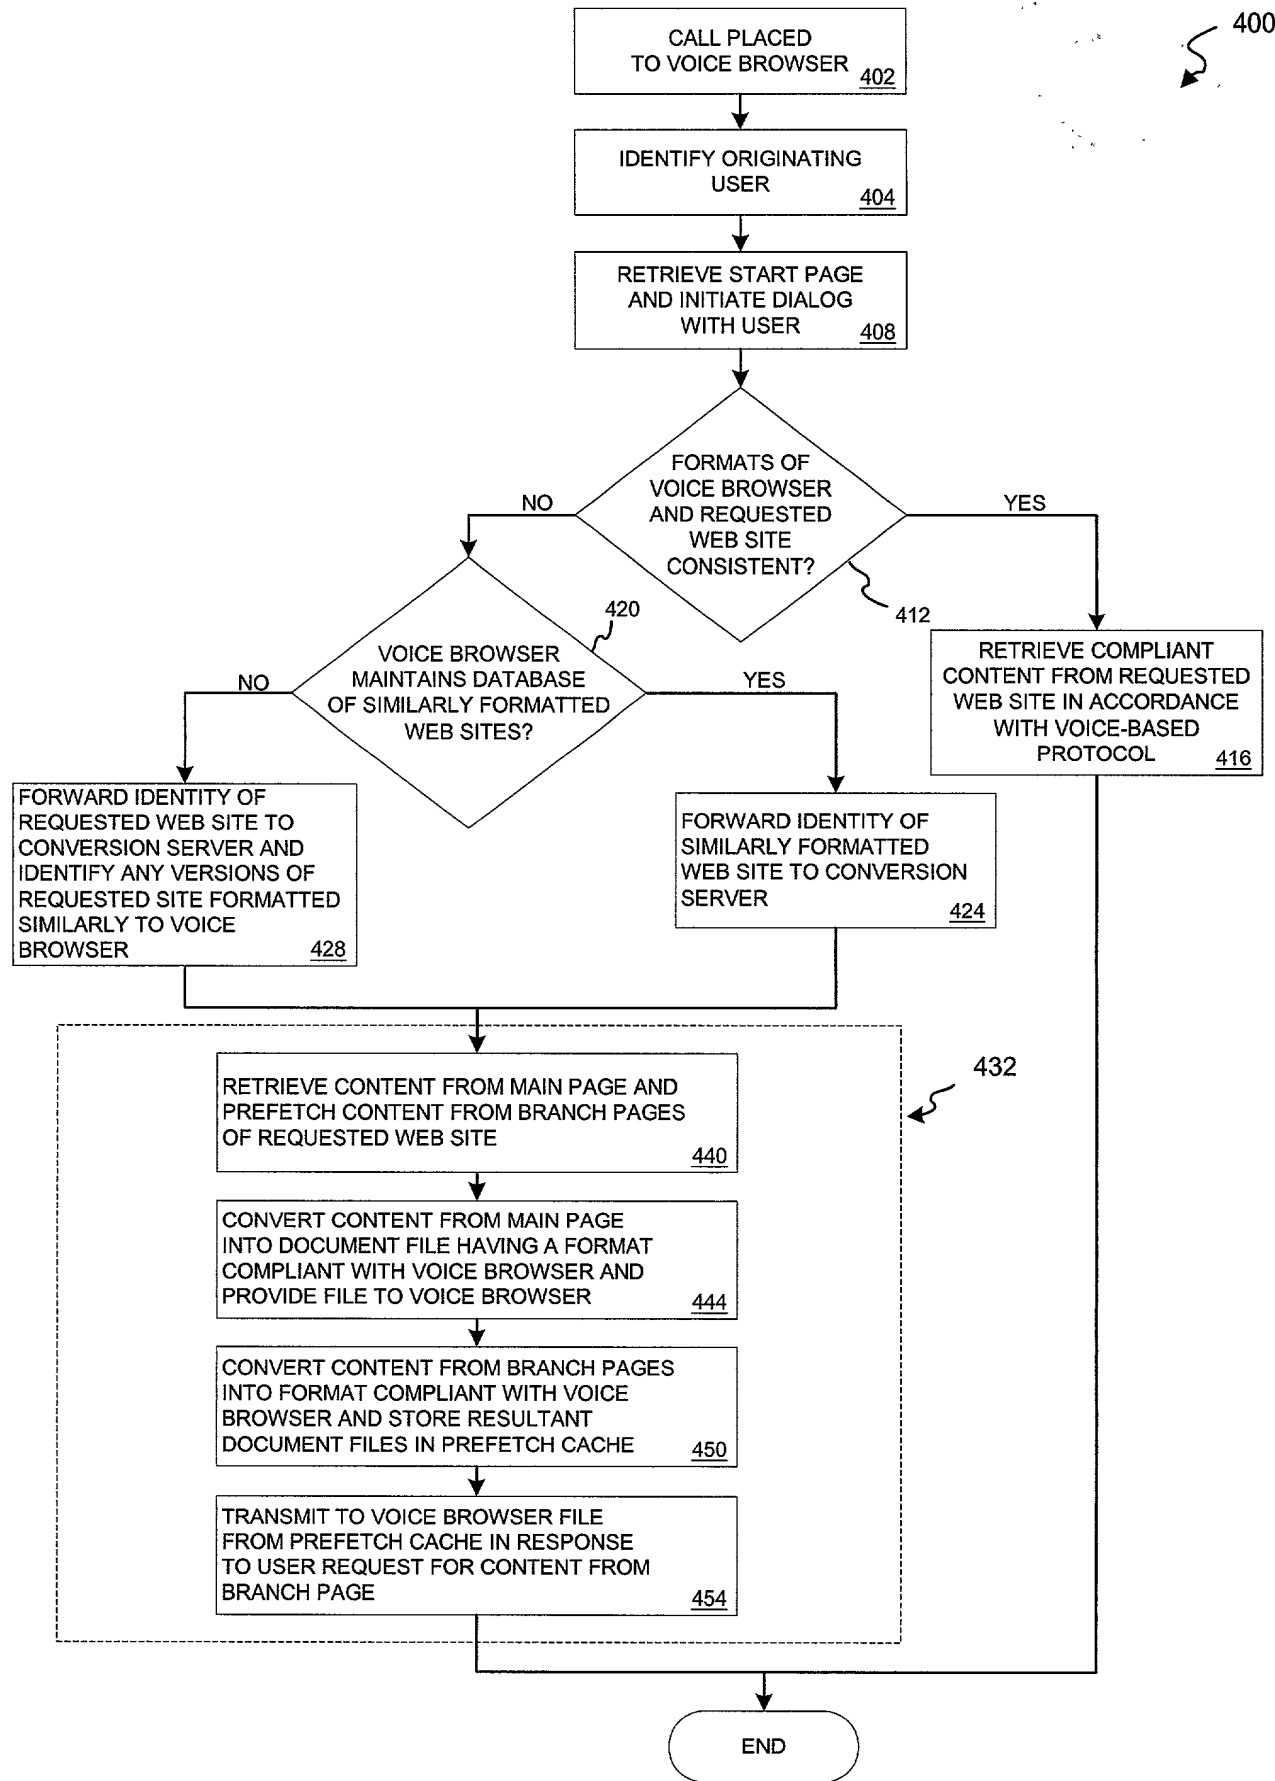 400
CALL PLACED
TO VOICE BROWSER
402
IDENTIFY ORIGINATING
USER
404
RETRIEVE START PAGE
AND INITIATE DIALOG
WITH USER
408
FORMATS OF
VOICE BROWSER
AND REQUESTED
WEB SITE
CONSISTENT?
NO
YES
412
420
VOICE BROWSER
MAINTAINS DATABASE
OF SIMILARLY FORMATTED
WEB SITES?
NO
YES
RETRIEVE COMPLIANT
CONTENT FROM REQUESTED
WEB SITE IN ACCORDANCE
WITH VOICE-BASED
PROTOCOL
416
FORWARD IDENTITY OF
REQUESTED WEB SITE TO
CONVERSION SERVER AND
IDENTIFY ANY VERSIONS OF
REQUESTED SITE FORMATTED
SIMILARLY TO VOICE
BROWSER
428
FORWARD IDENTITY OF
SIMILARLY FORMATTED
WEB SITE TO CONVERSION
SERVER
424
432
RETRIEVE CONTENT FROM MAIN PAGE AND
PREFETCH CONTENT FROM BRANCH PAGES
OF REQUESTED WEB SITE
440
CONVERT CONTENT FROM MAIN PAGE
INTO DOCUMENT FILE HAVING A FORMAT
COMPLIANT WITH VOICE BROWSER AND
PROVIDE FILE TO VOICE BROWSER
444
CONVERT CONTENT FROM BRANCH PAGES
INTO FORMAT COMPLIANT WITH VOICE
BROWSER AND STORE RESULTANT
DOCUMENT FILES IN PREFETCH CACHE
450
TRANSMIT TO VOICE BROWSER FILE
FROM PREFETCH CACHE IN RESPONSE
TO USER REQUEST FOR CONTENT FROM
BRANCH PAGE
454
END